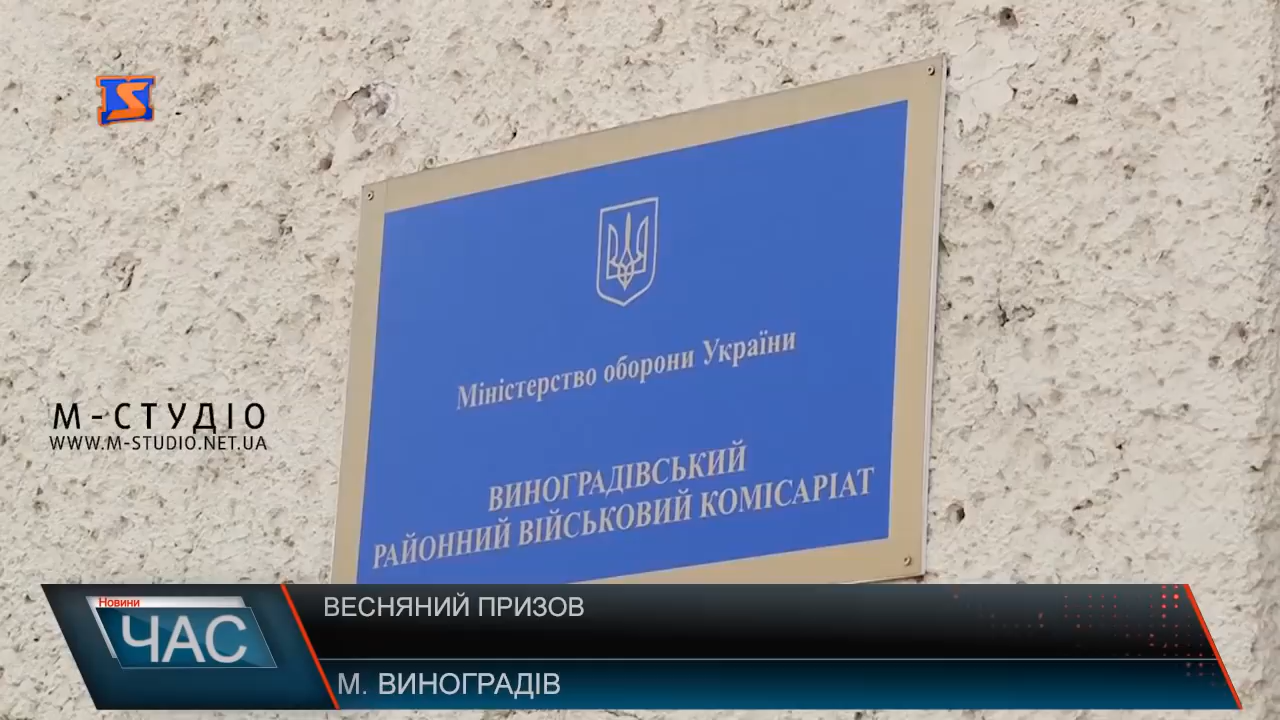 Міністерство оборони України
ВИНОГРАДІВСЬКИЙ
РАЙОННИЙ ВІЙСЬКОВИЙ КОМІСАРІАТ
М-СТУДІО
WWW.M-STUDIO.NET.UA
Новини
ЧАС
ВЕСНЯНИЙ ПРИЗОВ
М. ВИНОГРАДІВ